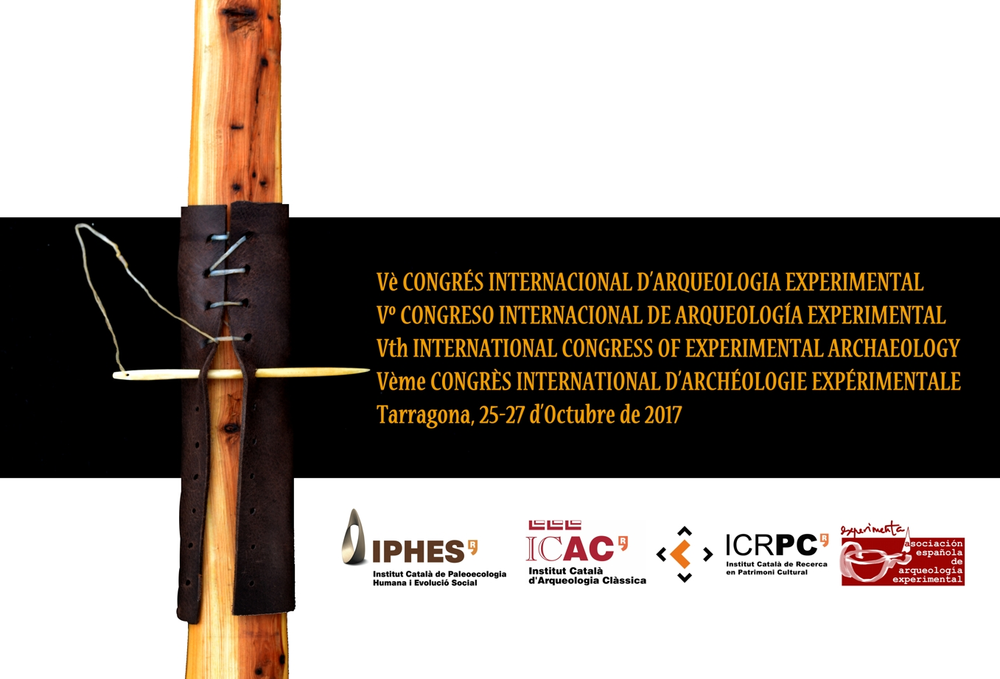 Vè CONGRÉS INTERNACIONAL D'ARQUEOLOGIA EXPERIMENTAL
Vº CONGRESO INTERNACIONAL DE ARQUEOLOGÍA EXPERIMENTAL
Vth INTERNATIONAL CONGRESS OF EXPERIMENTAL ARCHAEOLOGY
Vème CONGRÈS INTERNATIONAL D'ARCHÉOLOGIE EXPÉRIMENTALE
Tarragona, 25-27 d'Octubre de 2017
IPHES R
Institut Català de Paleoecologia
Humana i Evolució Social
ICAC R
Institut Català
d'Arqueologia Clàssica
ICRPC R
Institut Català de Recerca
en Patrimoni Cultural
experimenta
asociación
española
de
arqueología
experimental